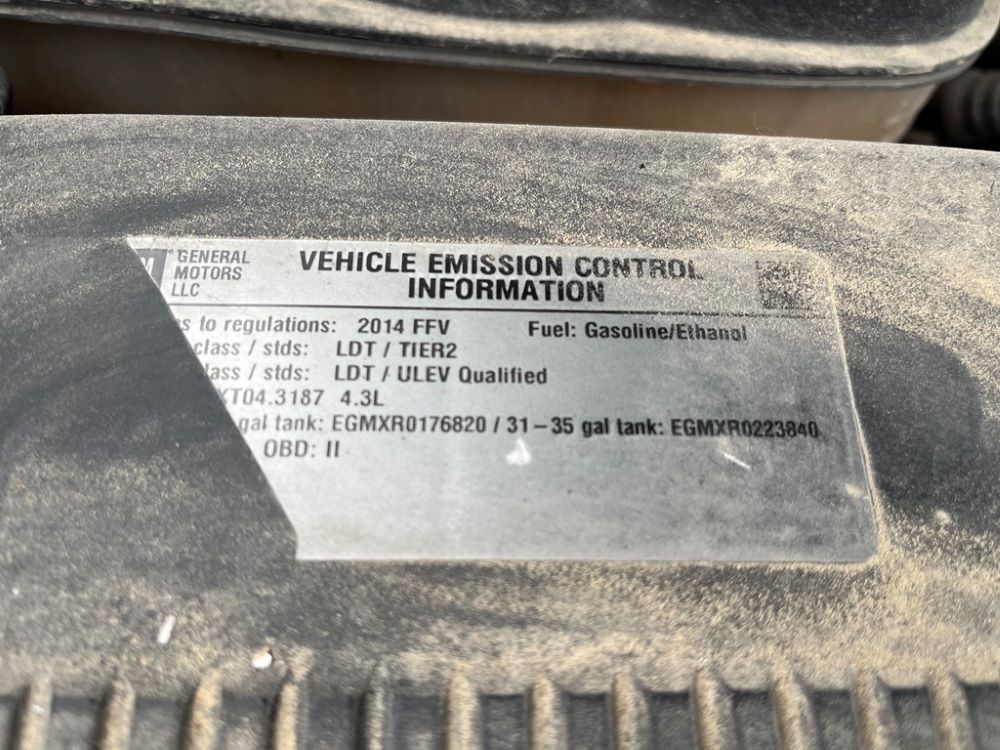 GENERAL
MOTORS
LLC
VEHICLE EMISSION CONTROL
INFORMATION
s to regulations: 2014 FFV Fuel: Gasoline/Ethanol
class / stds: LDT / TIER2
lass / stds: LDT / ULEV Qualified
XT04.3187 4.3L
gal tank: EGMXR0176820 / 31–35 gal tank: EGMXR0223840
OBD: II